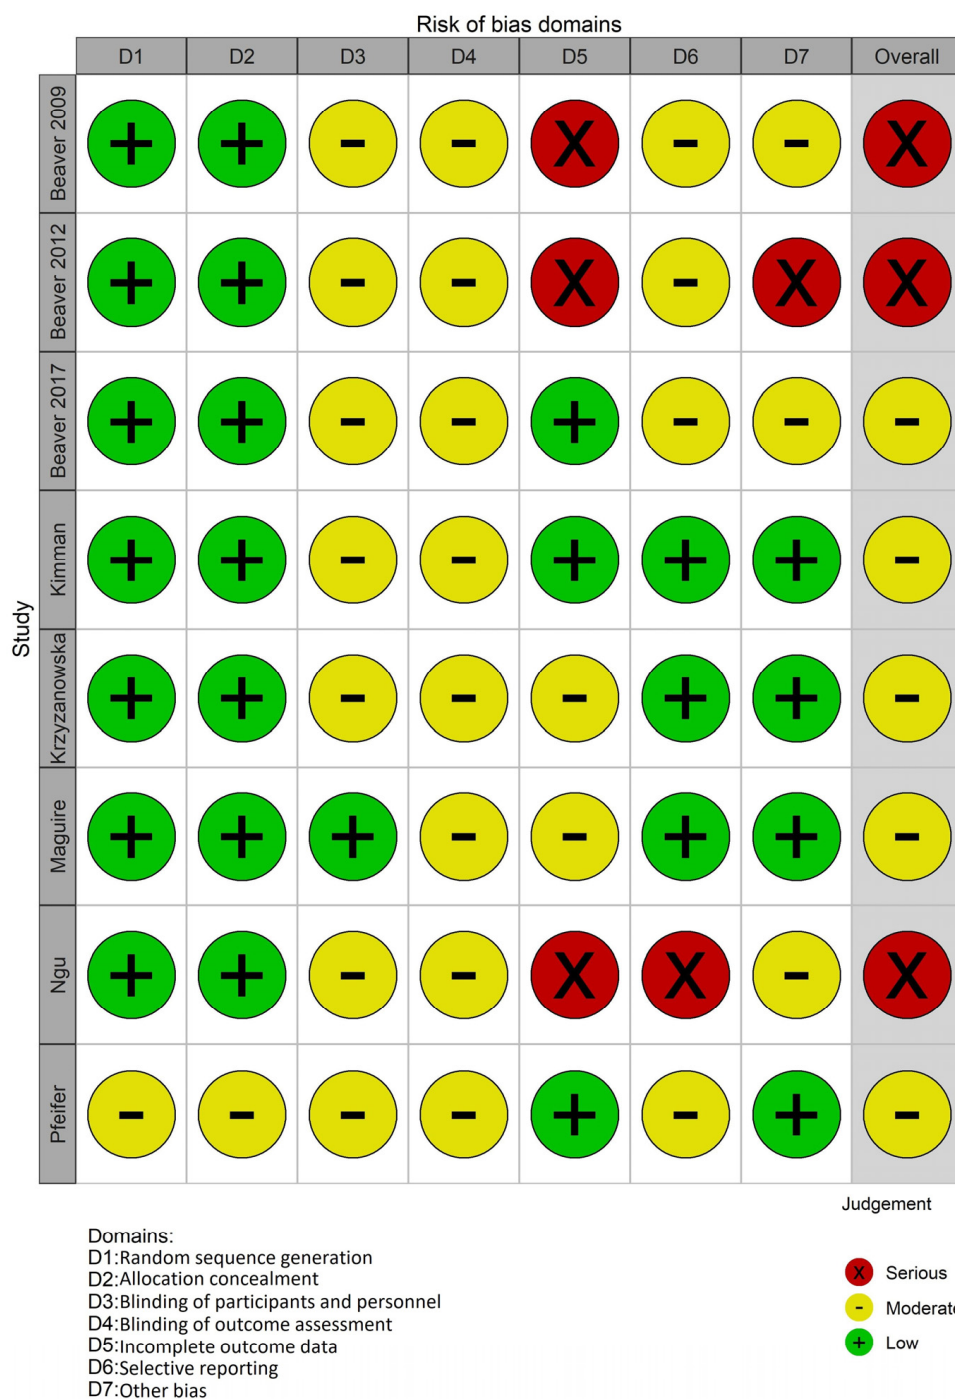 Risk of bias domains
D1 D2 D3 D4 D5 D6 D7 Overall
Study
Beaver 2009 + + - - X - - X
Beaver 2012 + + - - X - X X
Beaver 2017 + + - - + - - -
Kimman + + - - + + + -
Krzyzanowska + + - - - + + -
Maguire + + + - - + + -
Ngu + + - - X X - X
Pfeifer - - - - + - + -
Judgement
Domains:
D1:Random sequence generation
D2:Allocation concealment
D3:Blinding of participants and personnel
D4:Blinding of outcome assessment
D5:Incomplete outcome data
D6:Selective reporting
D7:Other bias
X Serious
- Moderate
+ Low